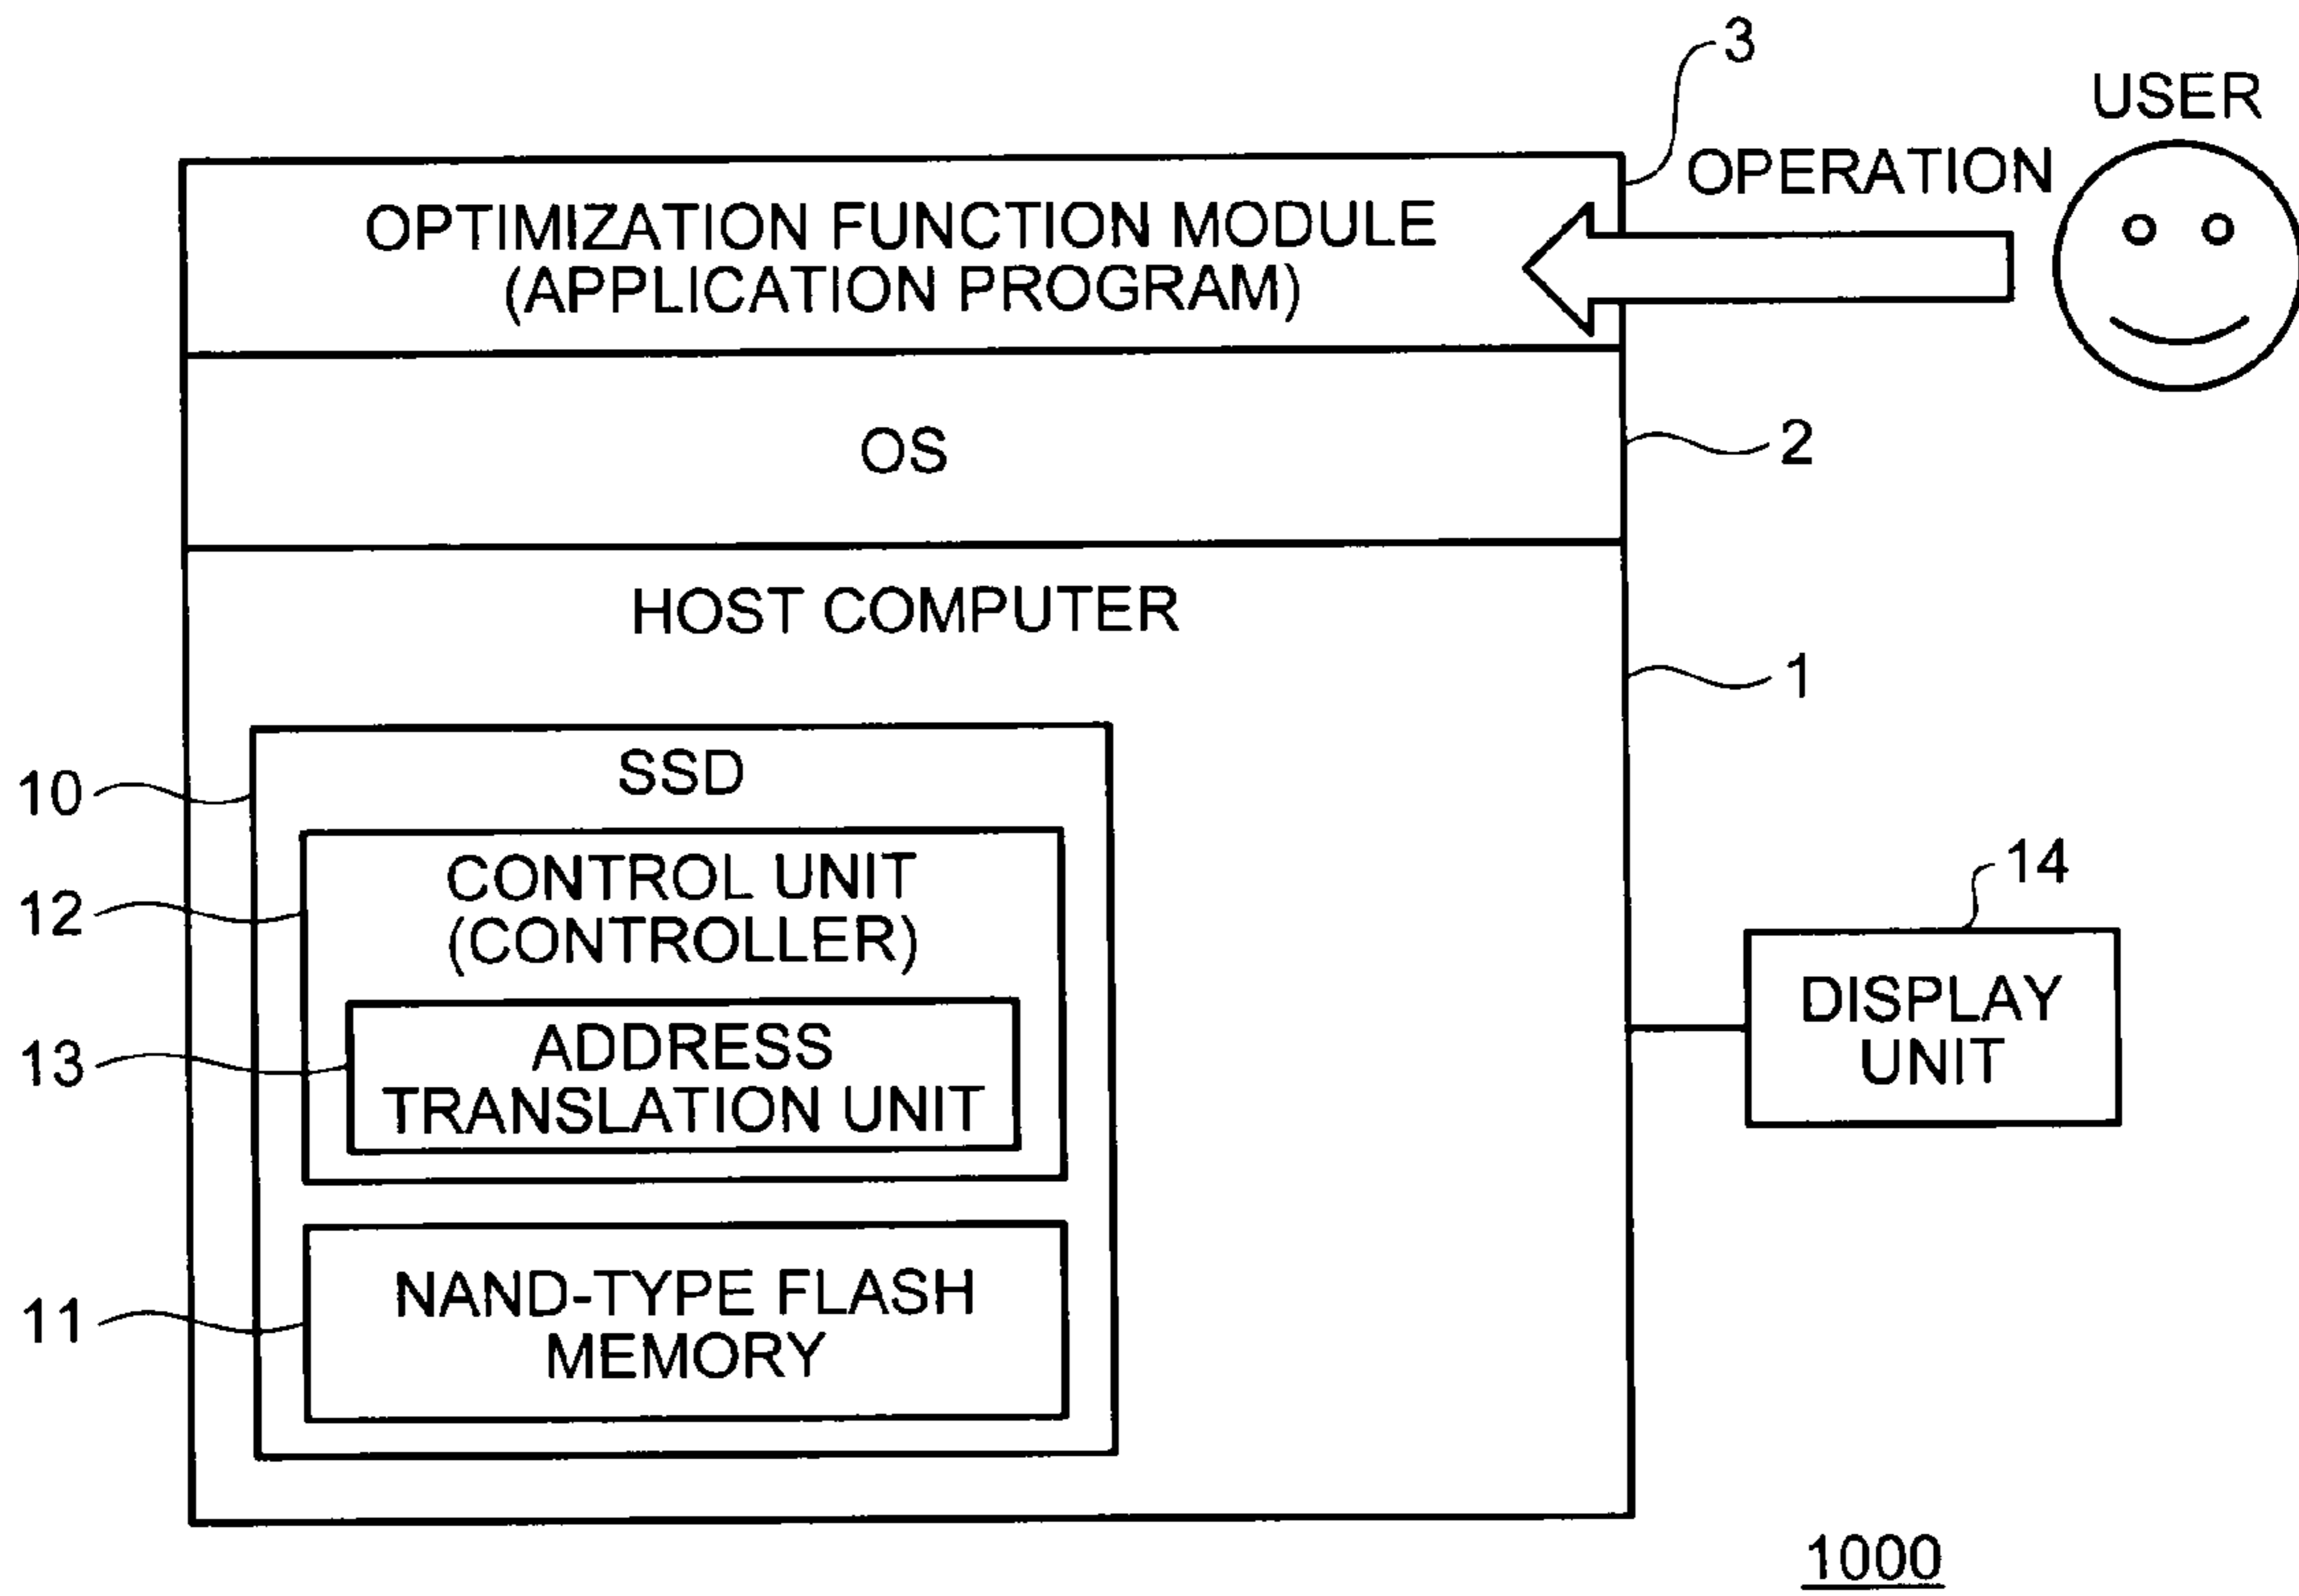 3
USER
OPERATION
OPTIMIZATION FUNCTION MODULE
(APPLICATION PROGRAM)
OS
2
HOST COMPUTER
1
10
SSD
12
CONTROL UNIT
(CONTROLLER)
13
ADDRESS
TRANSLATION UNIT
14
DISPLAY
UNIT
11
NAND-TYPE FLASH
MEMORY
1000